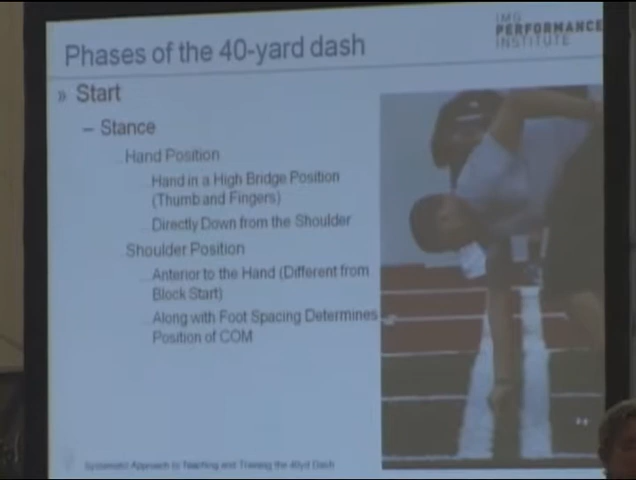 IMG
PERFORMANCE
INSTITUTE
Phases of the 40-yard dash
» Start
– Stance
Hand Position
Hand in a High Bridge Position
(Thumb and Fingers)
Directly Down from the Shoulder
Shoulder Position
Anterior to the Hand (Different from
Block Start)
Along with Foot Spacing Determines
Position of COM
Systematic Approach to Teaching and Training the 40yd Dash